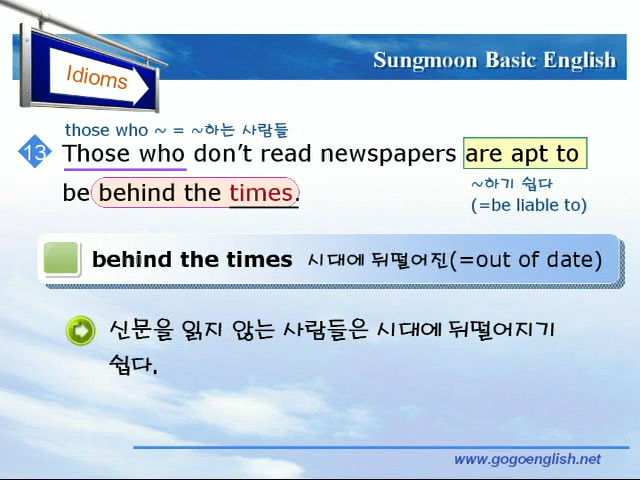 Idioms
Sungmoon Basic English
those who ~ = ~하는 사람들
13 Those who don't read newspapers are apt to
be behind the times.
~하기 쉽다
(=be liable to)
behind the times 시대에 뒤떨어진(=out of date)
신문을 읽지 않는 사람들은 시대에 뒤떨어지기
쉽다.
www.gogoenglish.net